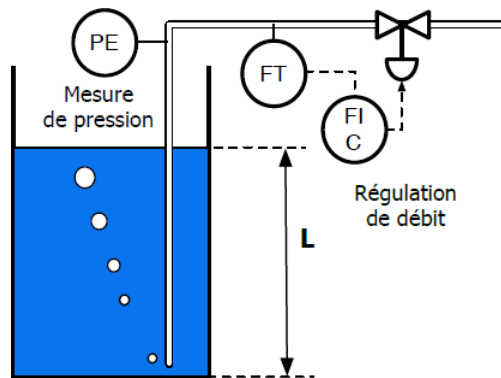 PE
Mesure
de pression
FT
FI
C
Régulation
de débit
L